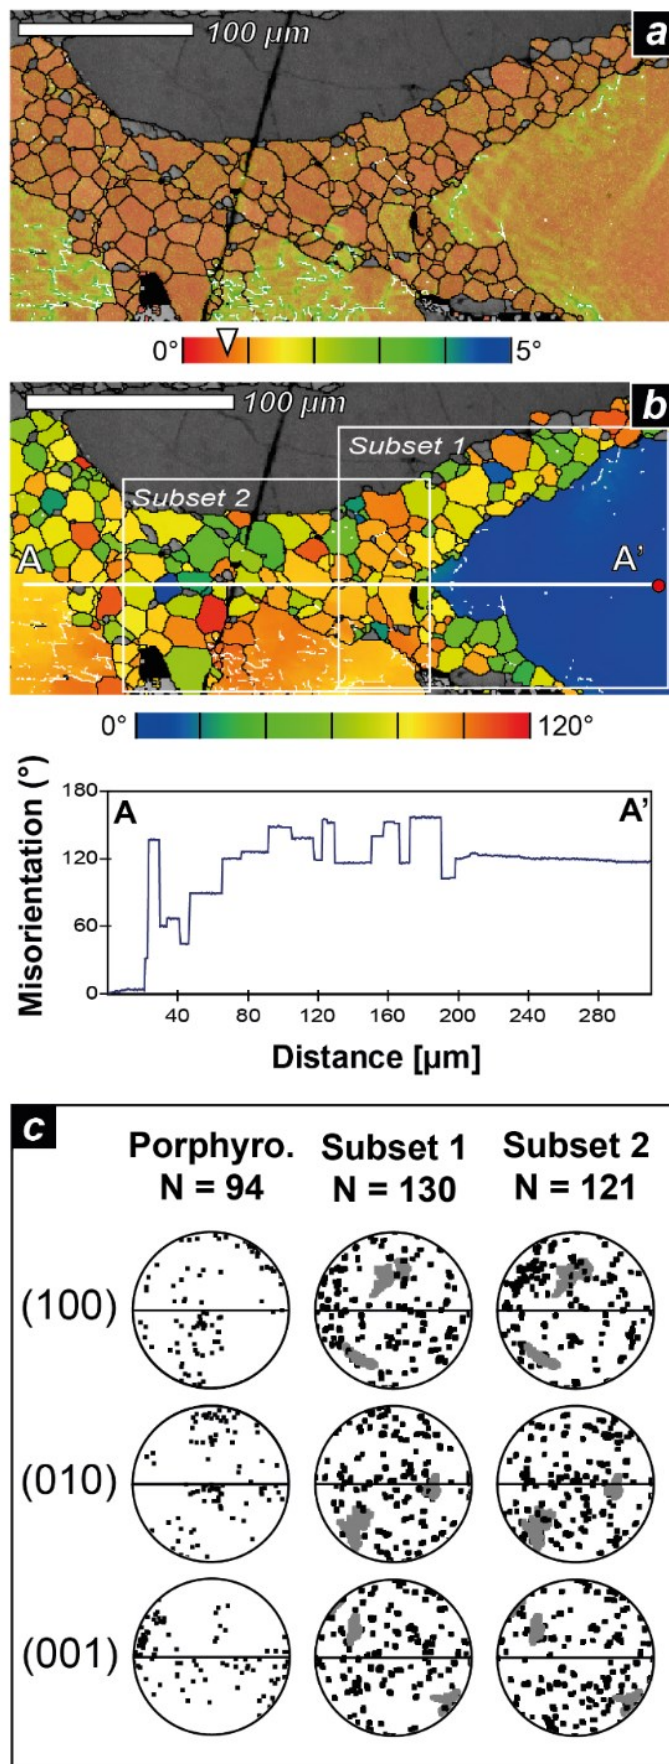 100 µm
a
0°
5°
100 µm
b
Subset 1
Subset 2
A
A'
0°
120°
Misorientation (°)
180
120
60
0
A
A'
40
80
120
160
200
240
280
Distance [µm]
c
Porphyro.
N = 94
Subset 1
N = 130
Subset 2
N = 121
(100)
(010)
(001)